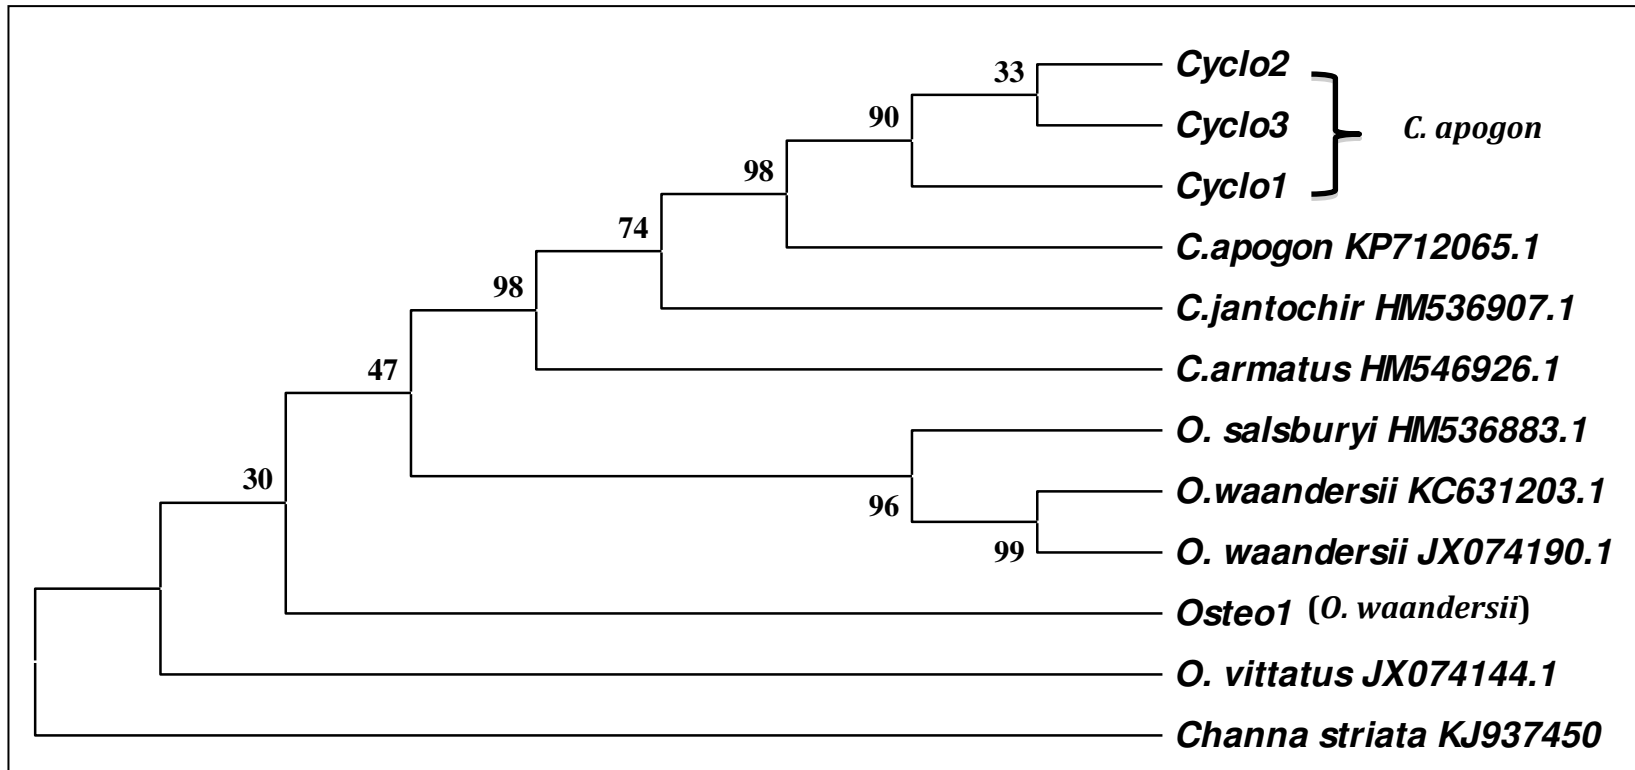 Cyclo2
33
Cyclo3
90
C. apogon
Cyclo1
98
C.apogon KP712065.1
74
C.jantochir HM536907.1
98
C.armatus HM546926.1
47
O. salsburyi HM536883.1
O.waandersii KC631203.1
96
30
O. waandersii JX074190.1
99
Osteo1 (O. waandersii)
O. vittatus JX074144.1
Channa striata KJ937450